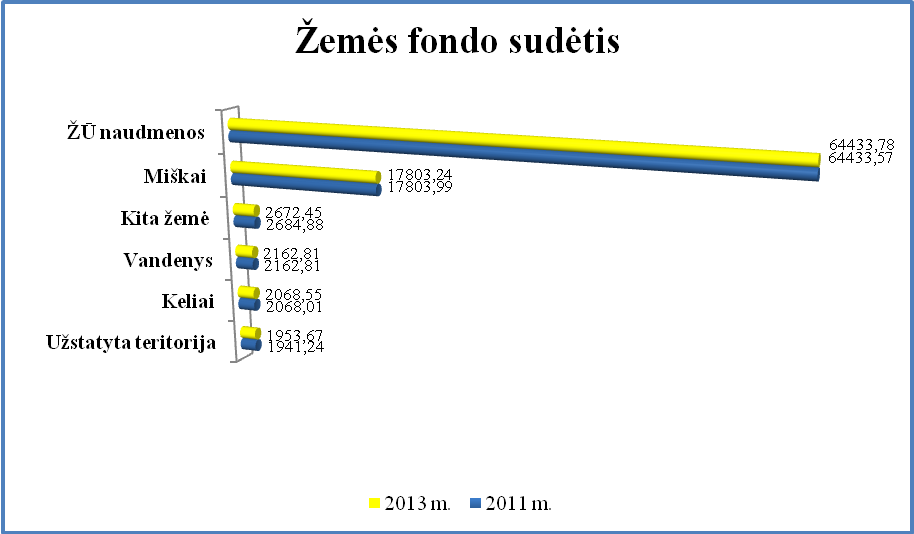 Žemės fondo sudėtis
ŽŪ naudmenos
64433,78
64433,57
Miškai
17803,24
17803,99
Kita žemė
2672,45
2684,88
Vandenys
2162,81
2162,81
Keliai
2068,55
2068,01
Užstatyta teritorija
1953,67
1941,24
2013 m. 2011 m.